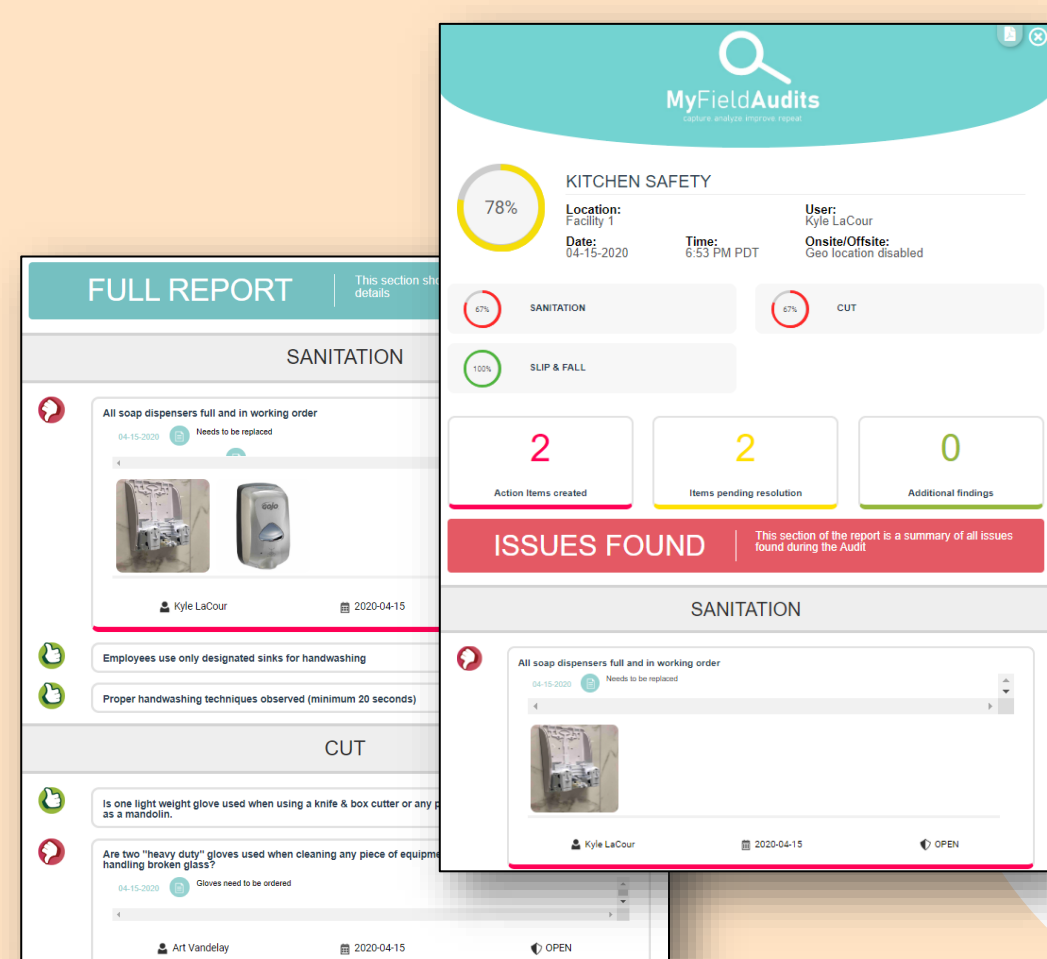 MyFieldAudits
capture analyze improve repeat
78%
KITCHEN SAFETY
Location:
Facility 1
User:
Kyle LaCour
Date:
04-15-2020
Time:
6:53 PM PDT
Onsite/Offsite:
Geo location disabled
67%
SANITATION
67%
CUT
100%
SLIP & FALL
2
Action Items created
2
Items pending resolution
0
Additional findings
ISSUES FOUND
This section of the report is a summary of all issues
found during the Audit
SANITATION
All soap dispensers full and in working order
04-15-2020
Needs to be replaced
Kyle LaCour
2020-04-15
OPEN
FULL REPORT
This section
details
SANITATION
All soap dispensers full and in working order
04-15-2020
Needs to be replaced
GOJO
Kyle LaCour
2020-04-15
Employees use only designated sinks for handwashing
Proper handwashing techniques observed (minimum 20 seconds)
CUT
Is one light weight glove used when using a knife & box cutter or any
as a mandolin.
Are two "heavy duty" gloves used when cleaning any piece of
handling broken glass?
04-15-2020
Gloves need to be ordered
Art Vandelay
2020-04-15
OPEN